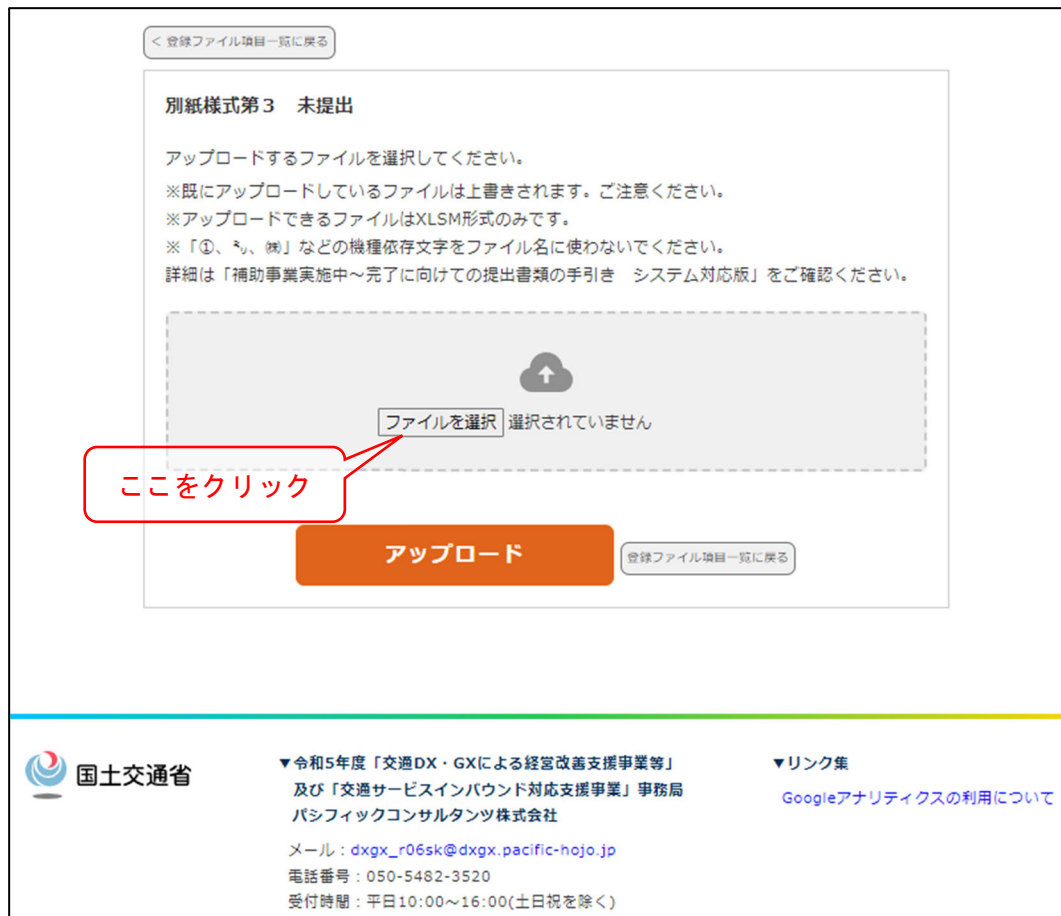 < 登録ファイル項目一覧に戻る
別紙様式第3　未提出
アップロードするファイルを選択してください。
※既にアップロードしているファイルは上書きされます。ご注意ください。
※アップロードできるファイルはXLSM形式のみです。
※「①、㌔、㈱」などの機種依存文字をファイル名に使わないでください。
詳細は「補助事業実施中～完了に向けての提出書類の手引き　システム対応版」をご確認ください。
ファイルを選択 選択されていません
ここをクリック
アップロード
登録ファイル項目一覧に戻る
国土交通省
▼令和5年度「交通DX・GXによる経営改善支援事業等」
及び「交通サービスインバウンド対応支援事業」事務局
パシフィックコンサルタンツ株式会社
メール：dxgx_r06sk@dxgx.pacific-hojo.jp
電話番号：050-5482-3520
受付時間：平日10:00～16:00(土日祝を除く)
▼リンク集
Googleアナリティクスの利用について